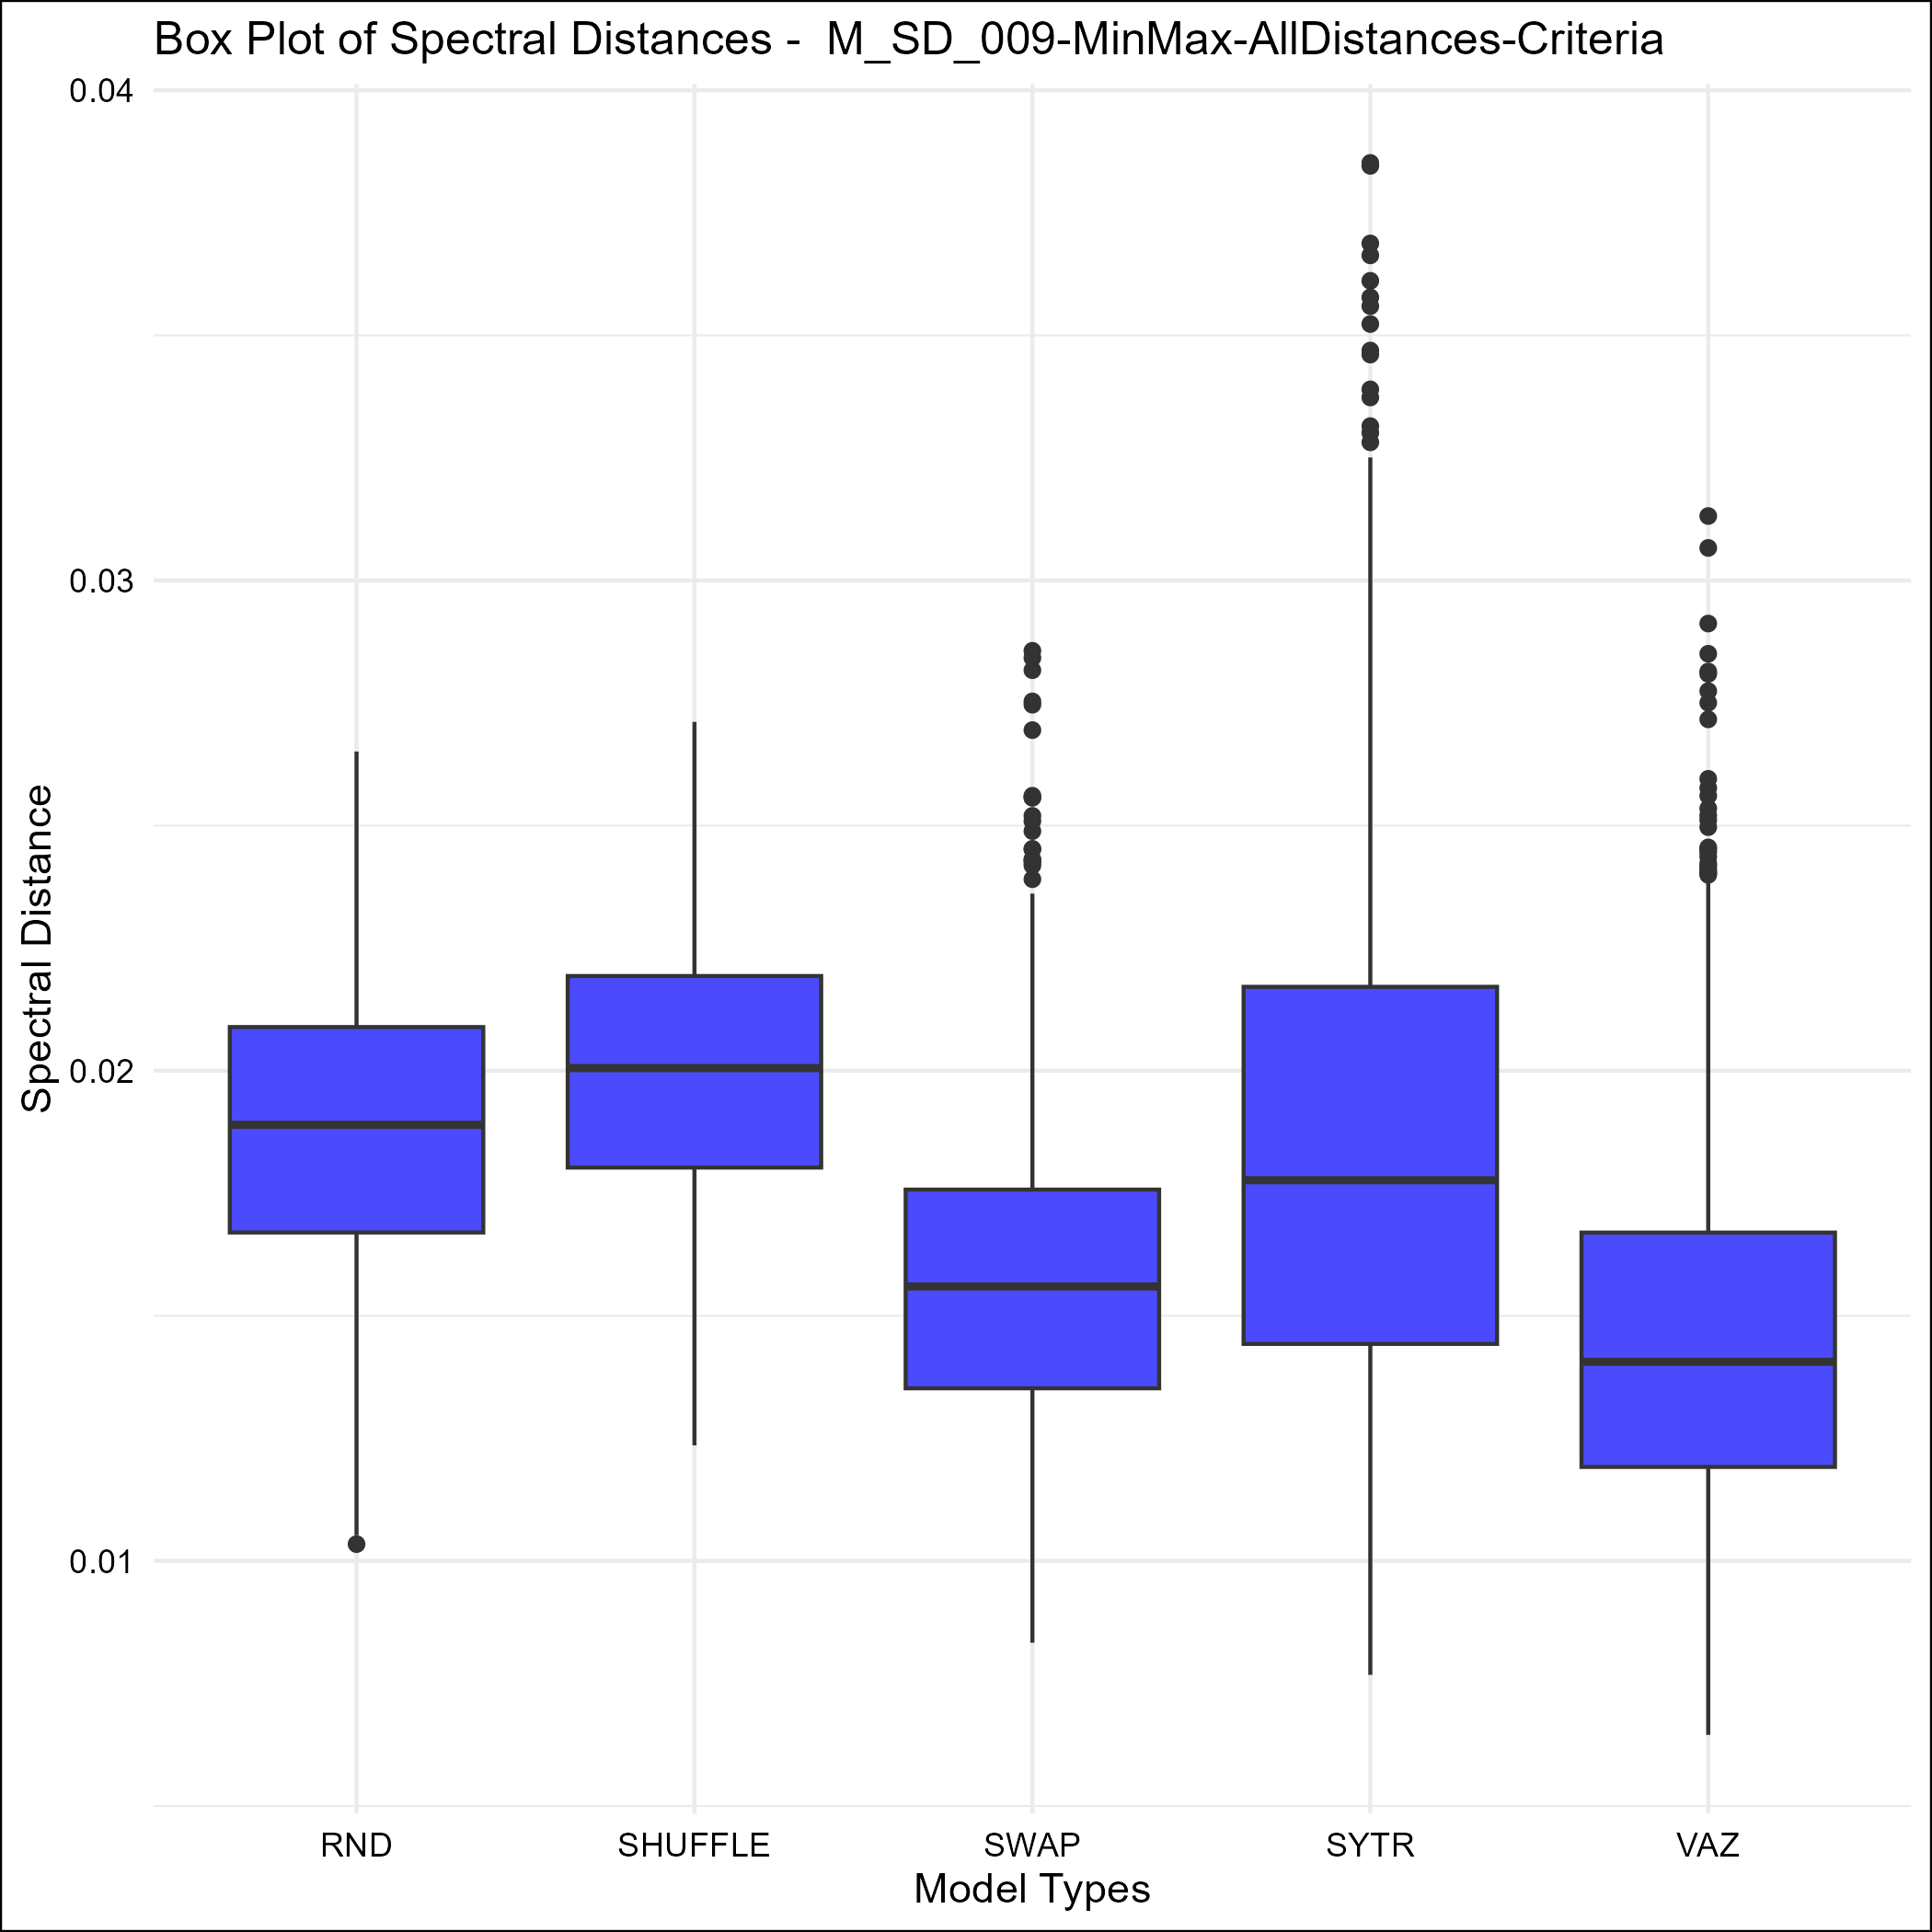 Box Plot of Spectral Distances -  M_SD_009-MinMax-AllDistances-Criteria
0.04
0.03
0.02
0.01
Spectral Distance
RND SHUFFLE SWAP SYTR VAZ
Model Types